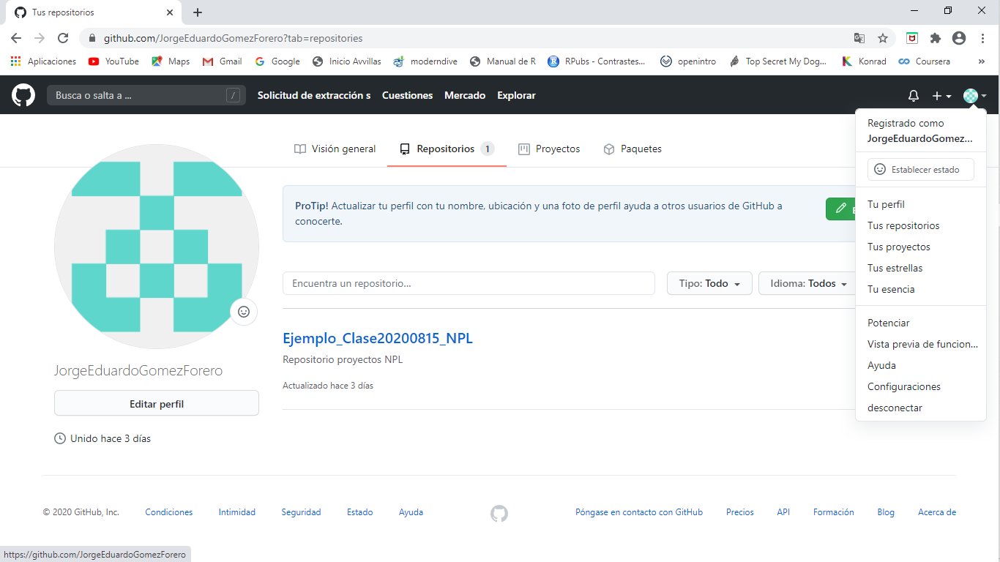 Tus repositorios
github.com/JorgeEduardoGomezForero?tab=repositories
Aplicaciones YouTube Maps Gmail Google Inicio Avvillas moderndive Manual de R RPubs - Contrastes... openintro Top Secret My Dog... Konrad Coursera »
Busca o salta a ... / Solicitud de extracción s Cuestiones Mercado Explorar
Registrado como
JorgeEduardoGomez...
Establecer estado
Tu perfil
Tus repositorios
Tus proyectos
Tus estrellas
Tu esencia
Potenciar
Vista previa de funcion...
Ayuda
Configuraciones
desconectar
Visión general Repositorios 1 Proyectos Paquetes
ProTip! Actualizar tu perfil con tu nombre, ubicación y una foto de perfil ayuda a otros usuarios de GitHub a
conocerte.
Encuentra un repositorio... Tipo: Todo Idioma: Todos
Ejemplo_Clase20200815_NPL
Repositorio proyectos NPL
Actualizado hace 3 días
JorgeEduardoGomezForero
Editar perfil
Unido hace 3 días
© 2020 GitHub, Inc. Condiciones Intimidad Seguridad Estado Ayuda Póngase en contacto con GitHub Precios API Formación Blog Acerca de
https://github.com/JorgeEduardoGomezForero